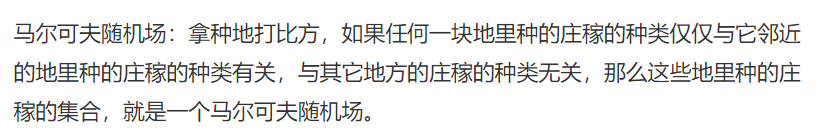 马尔可夫随机场：拿种地打比方，如果任何一块地里种的庄稼的种类仅仅与它邻近
的地里种的庄稼的种类有关，与其它地方的庄稼的种类无关，那么这些地里种的庄
稼的集合，就是一个马尔可夫随机场。